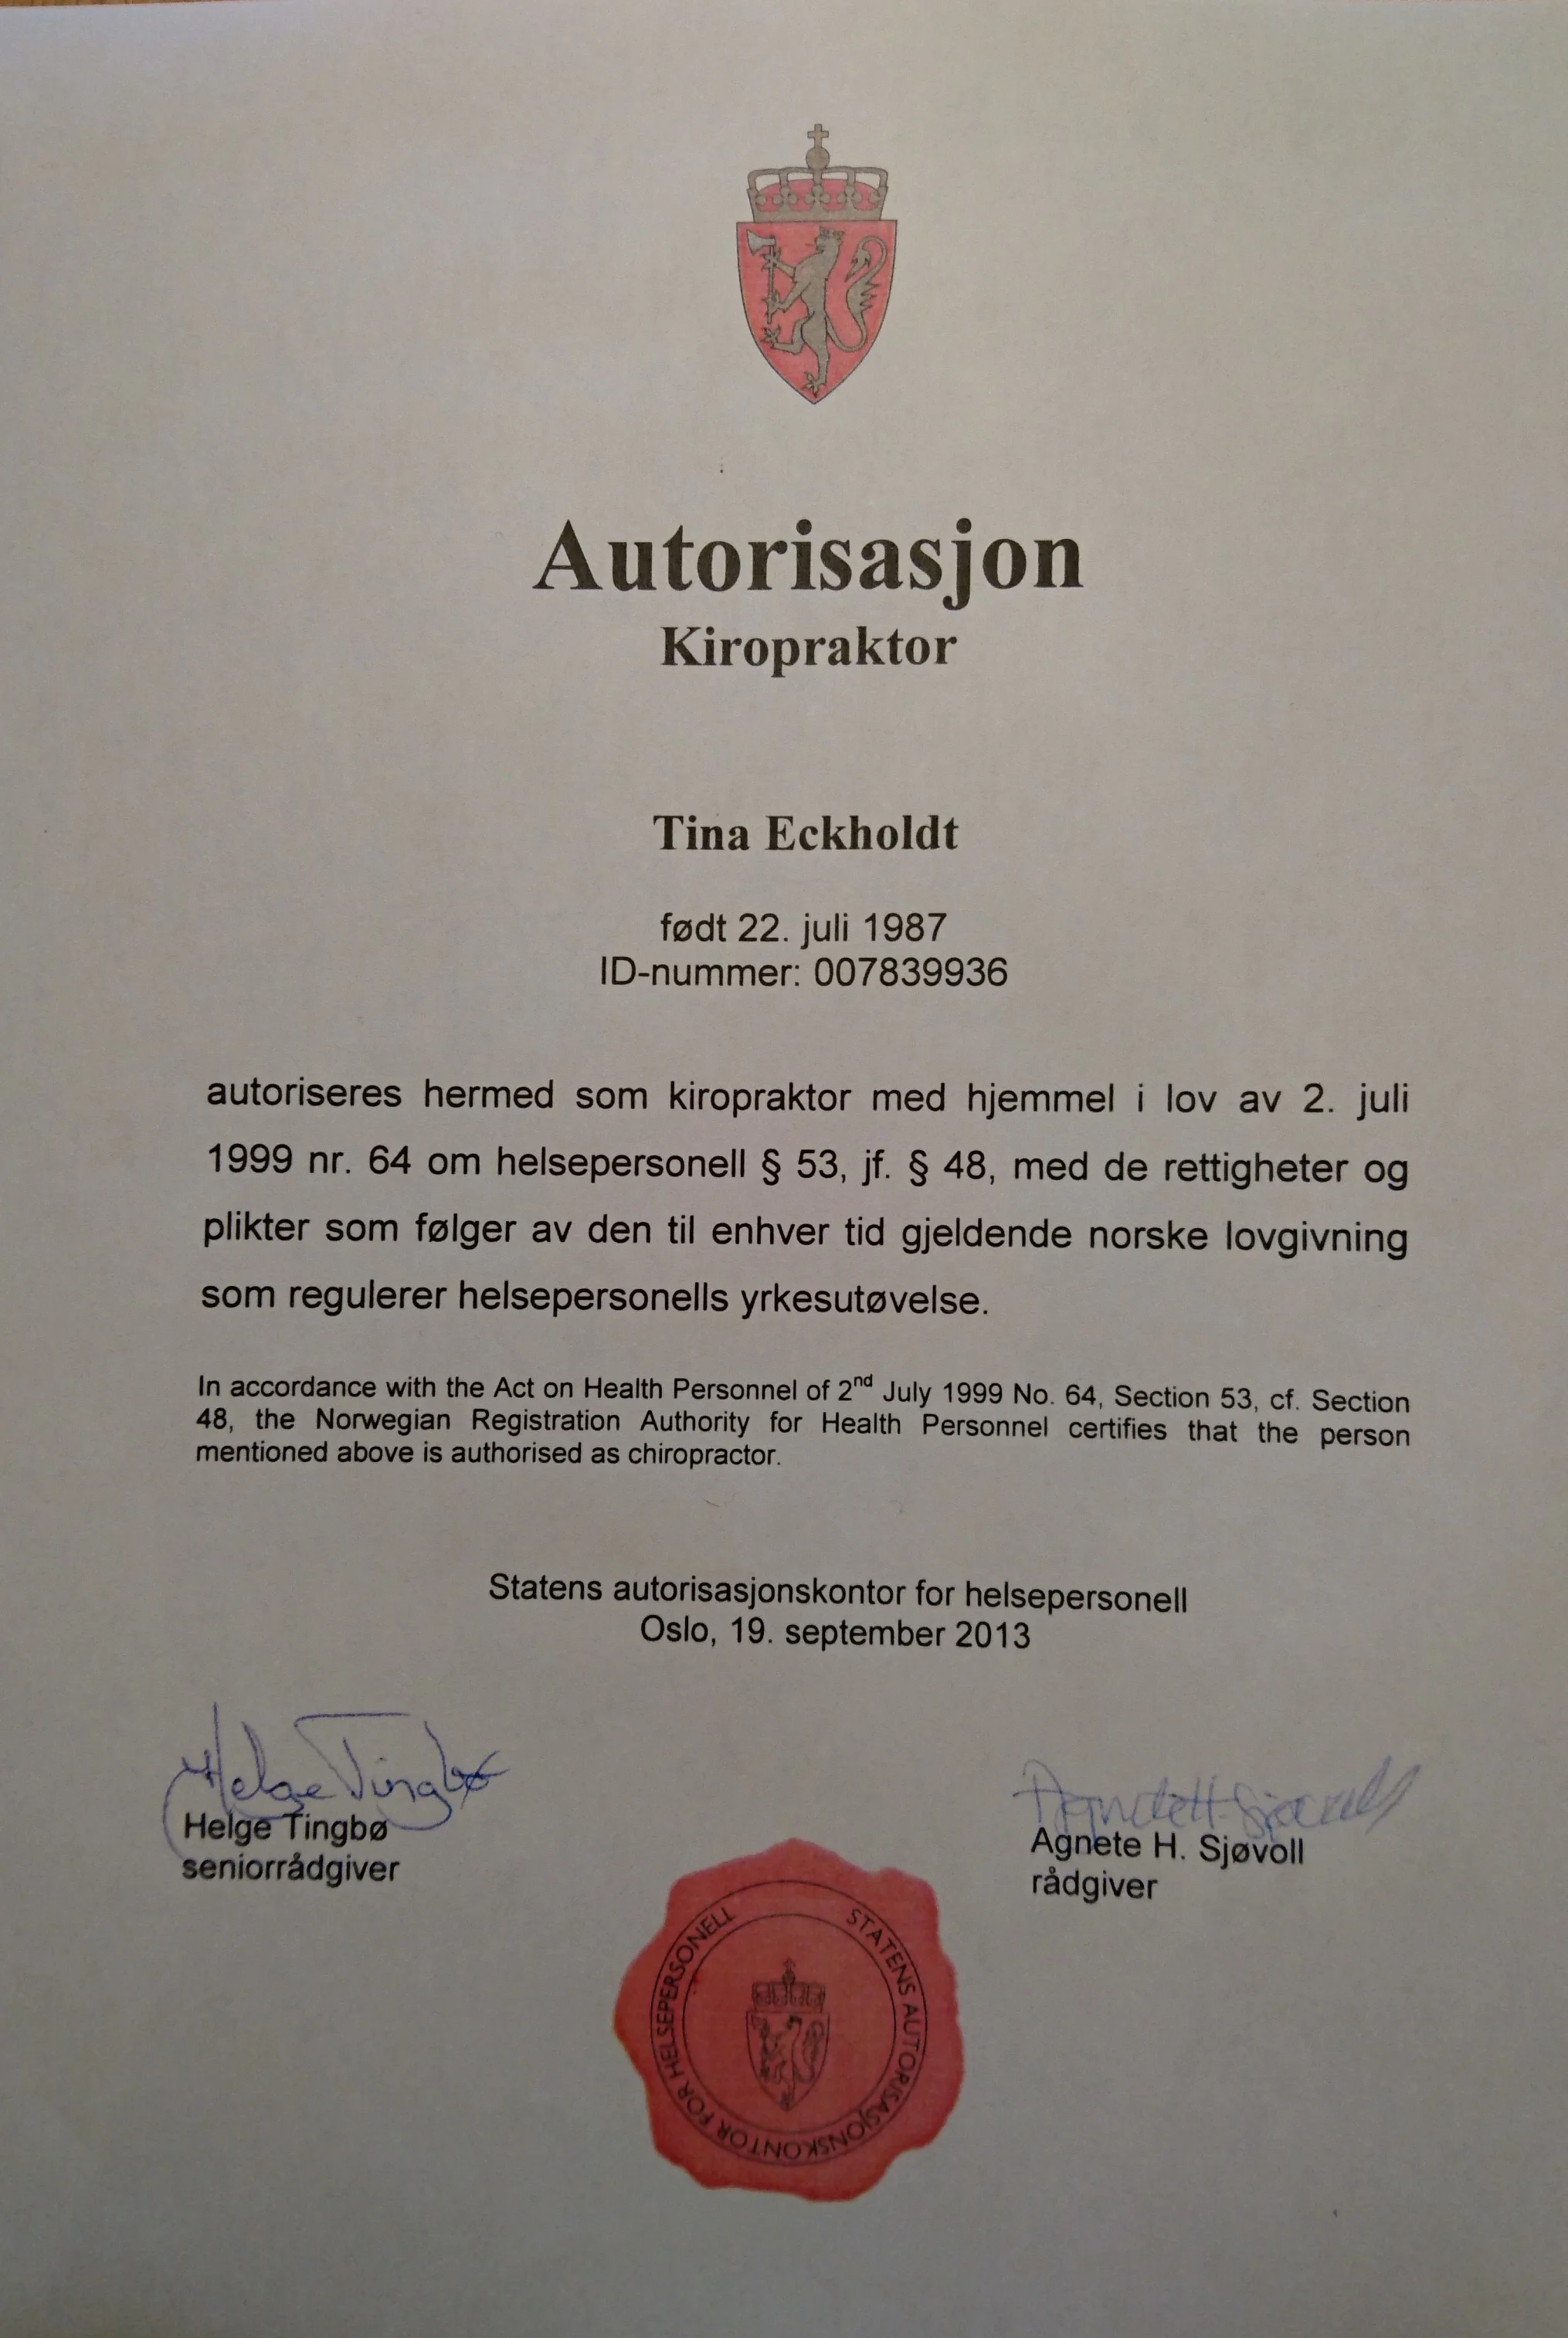 Autorisasjon
Kiropraktor
Tina Eckholdt
født 22. juli 1987
ID-nummer: 007839936
autoriseres hermed som kiropraktor med hjemmel i lov av 2. juli
1999 nr. 64 om helsepersonell § 53, jf. § 48, med de rettigheter og
plikter som følger av den til enhver tid gjeldende norske lovgivning
som regulerer helsepersonells yrkesutøvelse.
In accordance with the Act on Health Personnel of 2nd July 1999 No. 64, Section 53, cf. Section
48, the Norwegian Registration Authority for Health Personnel certifies that the person
mentioned above is authorised as chiropractor.
Statens autorisasjonskontor for helsepersonell
Oslo, 19. september 2013
Helge Tingbø
Helge Tingbø
seniorrådgiver
Agnete H. Sjøvoll
rådgiver
STATENS AUTORISASJONSKONTOR FOR HELSEPERSONELL